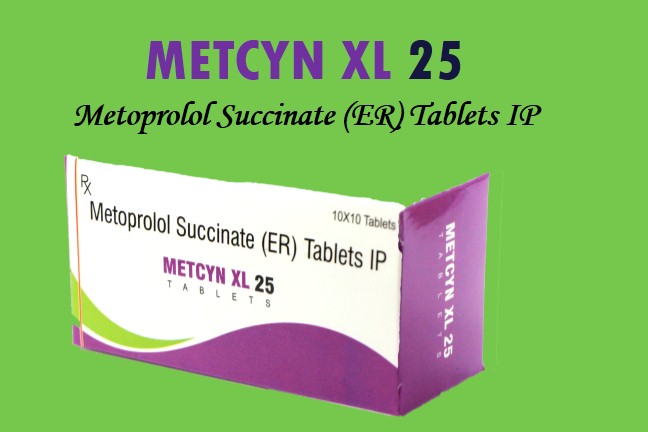 METCYN XL 25
Metoprolol Succinate (ER) Tablets IP
Rx
10X10 Tablets
Metoprolol Succinate (ER) Tablets IP
METCYN XL 25
TABLETS
METCYN XL 25
TABLETS